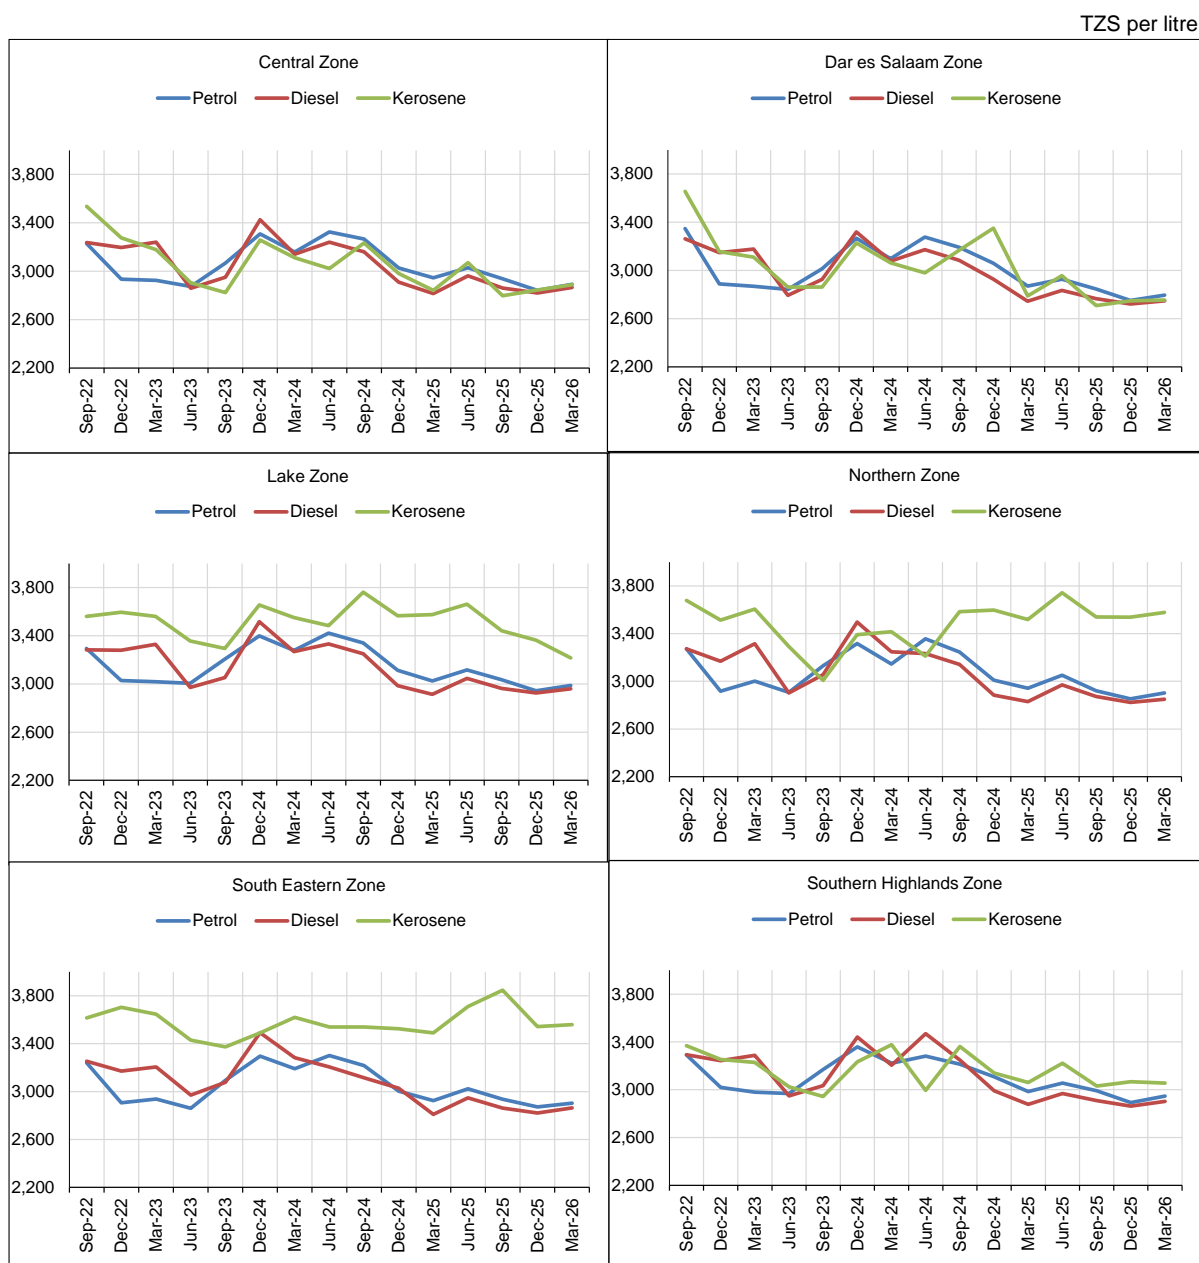 TZS per litre
Central Zone
Petrol Diesel Kerosene
3,800
3,400
3,000
2,600
2,200
Sep-22 Dec-22 Mar-23 Jun-23 Sep-23 Dec-24 Mar-24 Jun-24 Sep-24 Dec-24 Mar-25 Jun-25 Sep-25 Dec-25 Mar-26
Dar es Salaam Zone
Petrol Diesel Kerosene
3,800
3,400
3,000
2,600
2,200
Sep-22 Dec-22 Mar-23 Jun-23 Sep-23 Dec-24 Mar-24 Jun-24 Sep-24 Dec-24 Mar-25 Jun-25 Sep-25 Dec-25 Mar-26
Lake Zone
Petrol Diesel Kerosene
3,800
3,400
3,000
2,600
2,200
Sep-22 Dec-22 Mar-23 Jun-23 Sep-23 Dec-24 Mar-24 Jun-24 Sep-24 Dec-24 Mar-25 Jun-25 Sep-25 Dec-25 Mar-26
Northern Zone
Petrol Diesel Kerosene
3,800
3,400
3,000
2,600
2,200
Sep-22 Dec-22 Mar-23 Jun-23 Sep-23 Dec-24 Mar-24 Jun-24 Sep-24 Dec-24 Mar-25 Jun-25 Sep-25 Dec-25 Mar-26
South Eastern Zone
Petrol Diesel Kerosene
3,800
3,400
3,000
2,600
2,200
Sep-22 Dec-22 Mar-23 Jun-23 Sep-23 Dec-24 Mar-24 Jun-24 Sep-24 Dec-24 Mar-25 Jun-25 Sep-25 Dec-25 Mar-26
Southern Highlands Zone
Petrol Diesel Kerosene
3,800
3,400
3,000
2,600
2,200
Sep-22 Dec-22 Mar-23 Jun-23 Sep-23 Dec-24 Mar-24 Jun-24 Sep-24 Dec-24 Mar-25 Jun-25 Sep-25 Dec-25 Mar-26